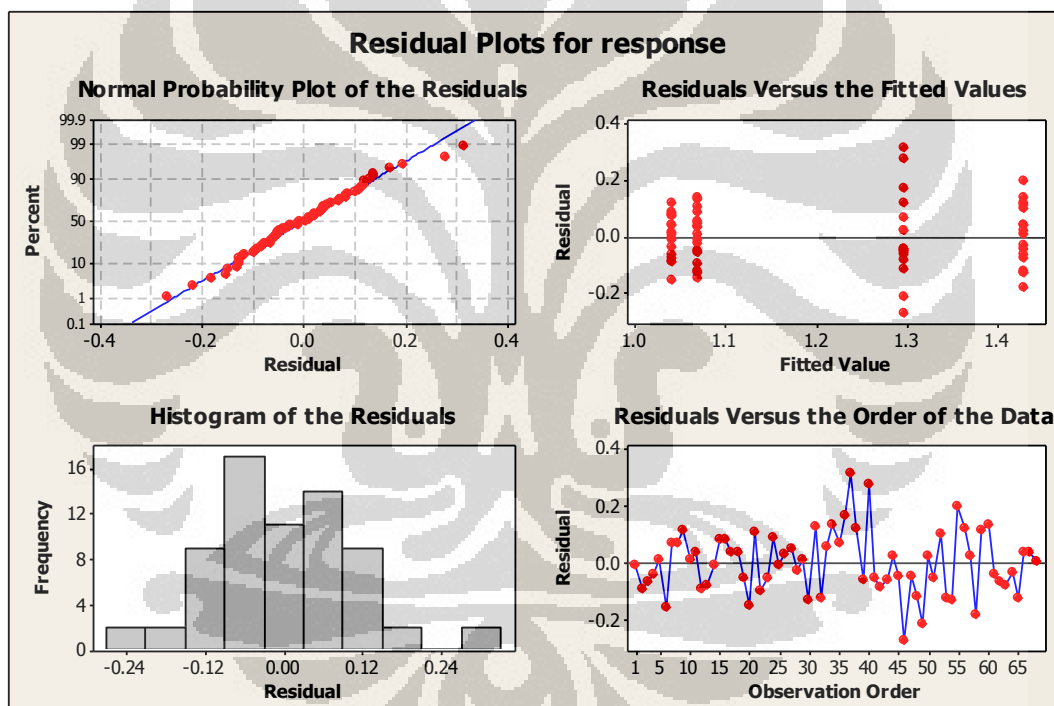 Residual Plots for response
Normal Probability Plot of the Residuals
99.9
99
90
50
10
1
0.1
Percent
-0.4 -0.2 0.0 0.2 0.4
Residual
Residuals Versus the Fitted Values
0.4
0.2
0.0
-0.2
Residual
1.0 1.1 1.2 1.3 1.4
Fitted Value
Histogram of the Residuals
16
12
8
4
0
Frequency
-0.24 -0.12 0.00 0.12 0.24
Residual
Residuals Versus the Order of the Data
0.4
0.2
0.0
-0.2
Residual
1 5 10 15 20 25 30 35 40 45 50 55 60 65
Observation Order